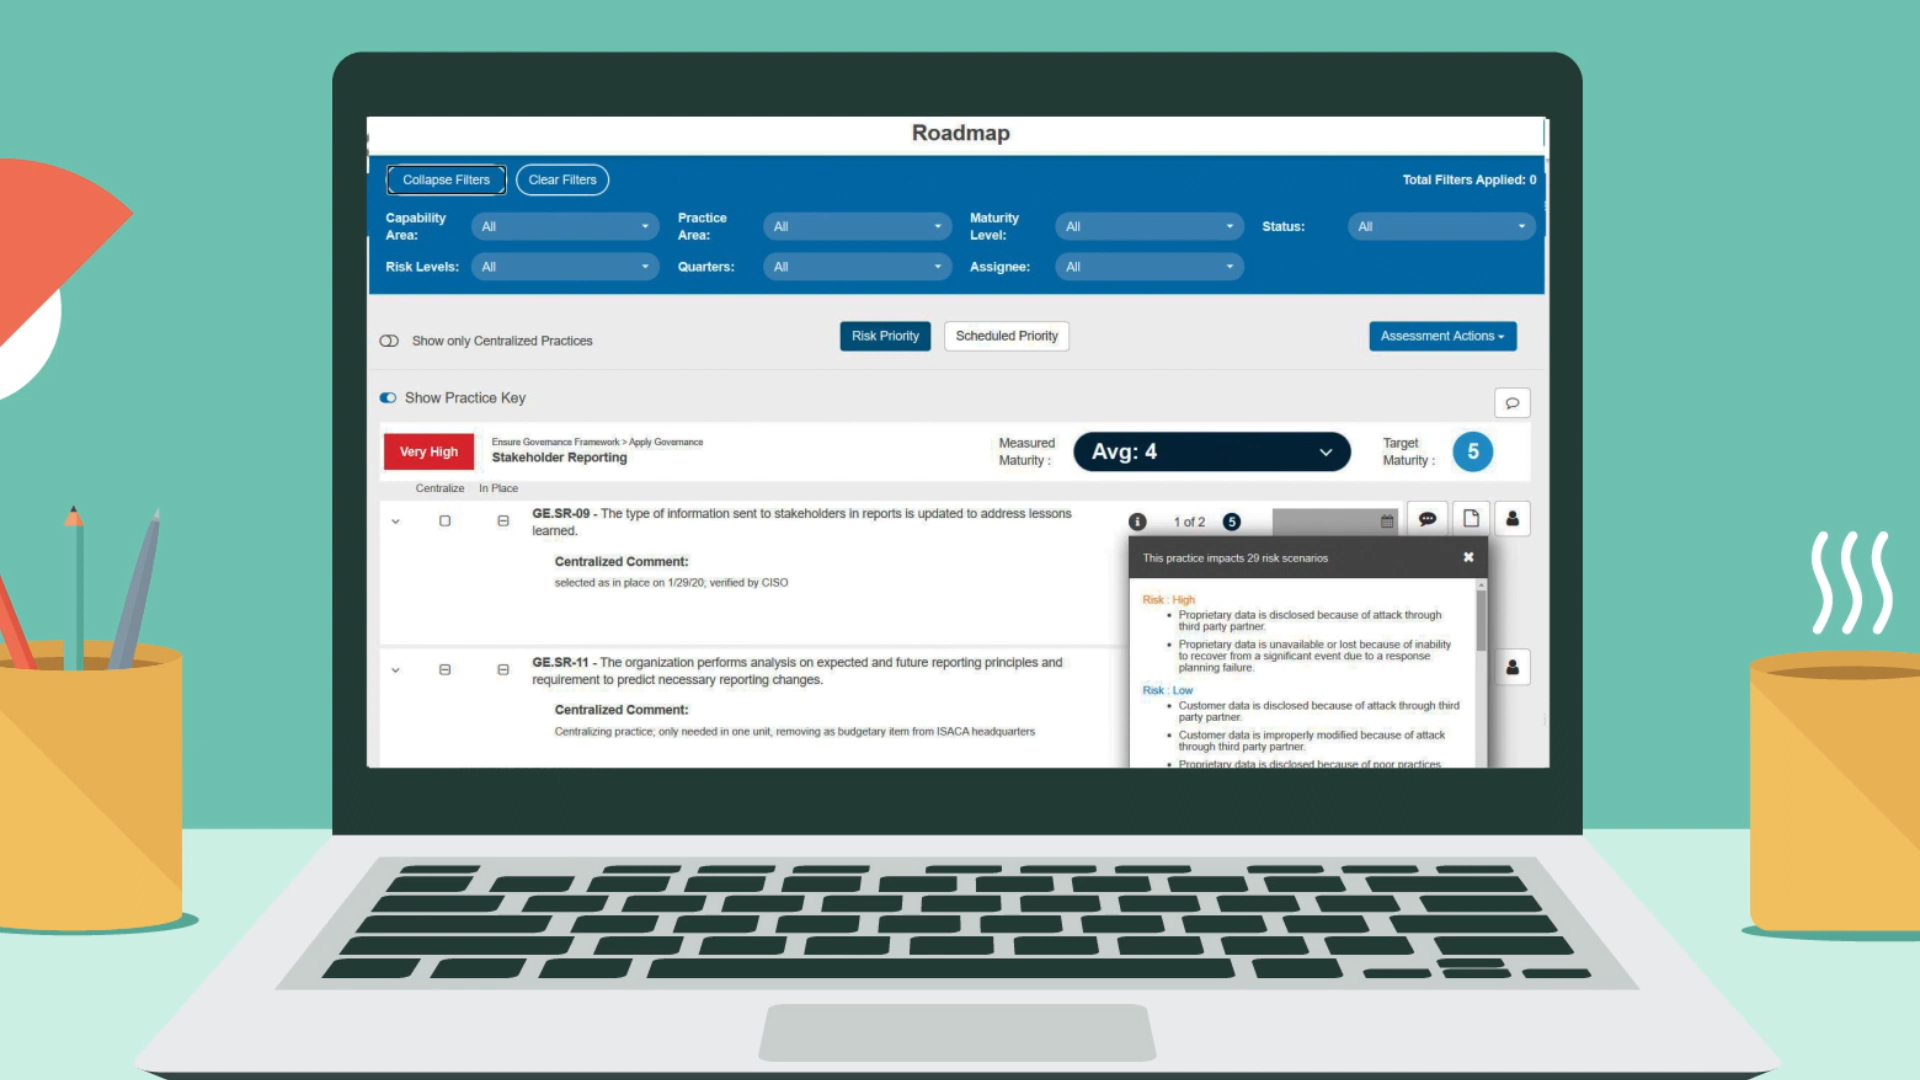 Roadmap
Collapse Filters
Clear Filters
Total Filters Applied: 0
Capability
Area:
All
Practice
Area:
All
Maturity
Level:
All
Status:
All
Risk Levels:
All
Quarters:
All
Assignee:
All
Show only Centralized Practices
Risk Priority
Scheduled Priority
Assessment Actions
Show Practice Key
Very High
Ensure Governance Framework > Apply Governance
Stakeholder Reporting
Measured
Maturity :
Avg: 4
Target
Maturity :
5
Centralize
In Place
GE.SR-09 - The type of information sent to stakeholders in reports is updated to address lessons
learned.
1 of 2
5
Centralized Comment:
selected as in place on 1/29/20; verified by CISO
This practice impacts 29 risk scenarios
Risk : High
• Proprietary data is disclosed because of attack through
third party partner.
• Proprietary data is unavailable or lost because of inability
to recover from a significant event due to a response
planning failure.
Risk : Low
• Customer data is disclosed because of attack through third
party partner.
• Customer data is improperly modified because of attack
through third party partner.
• Proprietary data is disclosed because of poor practices
GE.SR-11 - The organization performs analysis on expected and future reporting principles and
requirement to predict necessary reporting changes.
Centralized Comment:
Centralizing practice; only needed in one unit, removing as budgetary item from ISACA headquarters